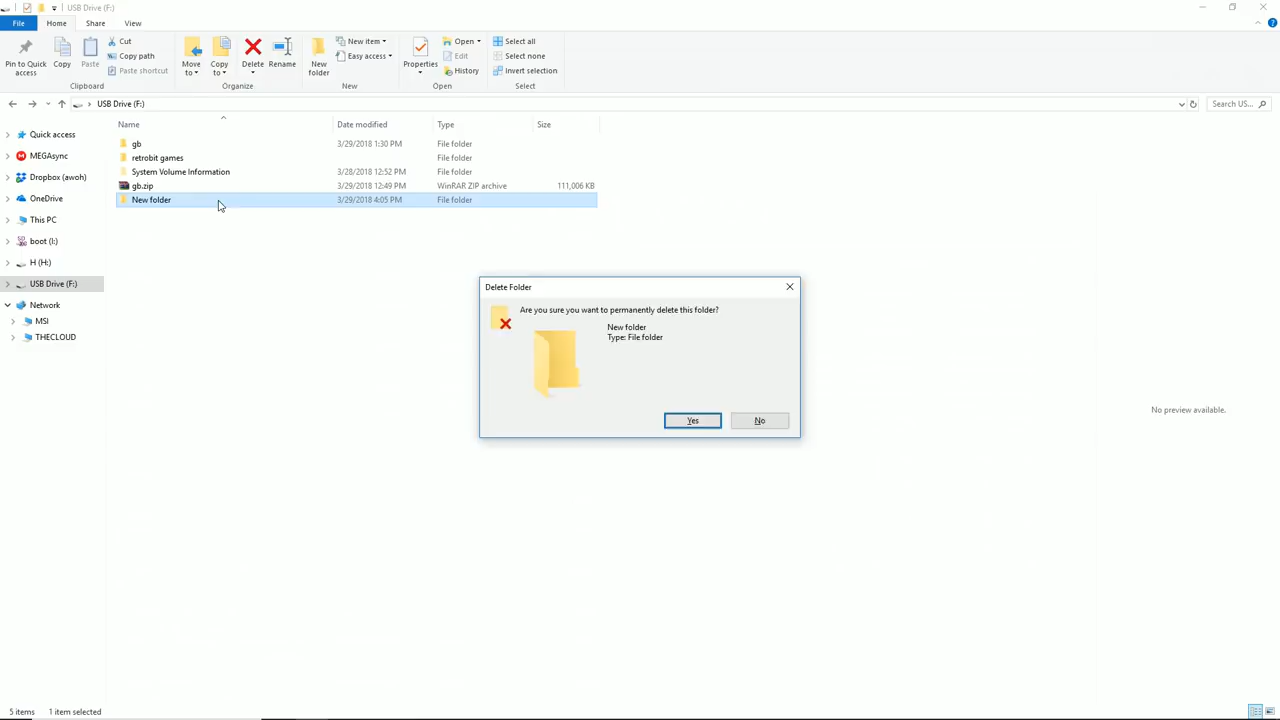 USB Drive (F:)
File Home Share View
Pin to Quick access
Copy
Paste
Cut
Copy path
Paste shortcut
Clipboard
Move to
Copy to
Delete
Rename
Organize
New folder
New item
Easy access
New
Properties
Open
Edit
History
Open
Select all
Select none
Invert selection
Select
USB Drive (F:)
Search US...
Name Date modified Type Size
gb 3/29/2018 1:30 PM File folder
retrobit games File folder
System Volume Information 3/28/2018 12:52 PM File folder
gb.zip 3/29/2018 12:49 PM WinRAR ZIP archive 111,006 KB
New folder 3/29/2018 4:05 PM File folder
Quick access
MEGAsync
Dropbox (awoh)
OneDrive
This PC
boot (I:)
H (H:)
USB Drive (F:)
Network
MSI
THECLOUD
Delete Folder
Are you sure you want to permanently delete this folder?
New folder
Type: File folder
Yes No
No preview available.
5 items 1 item selected